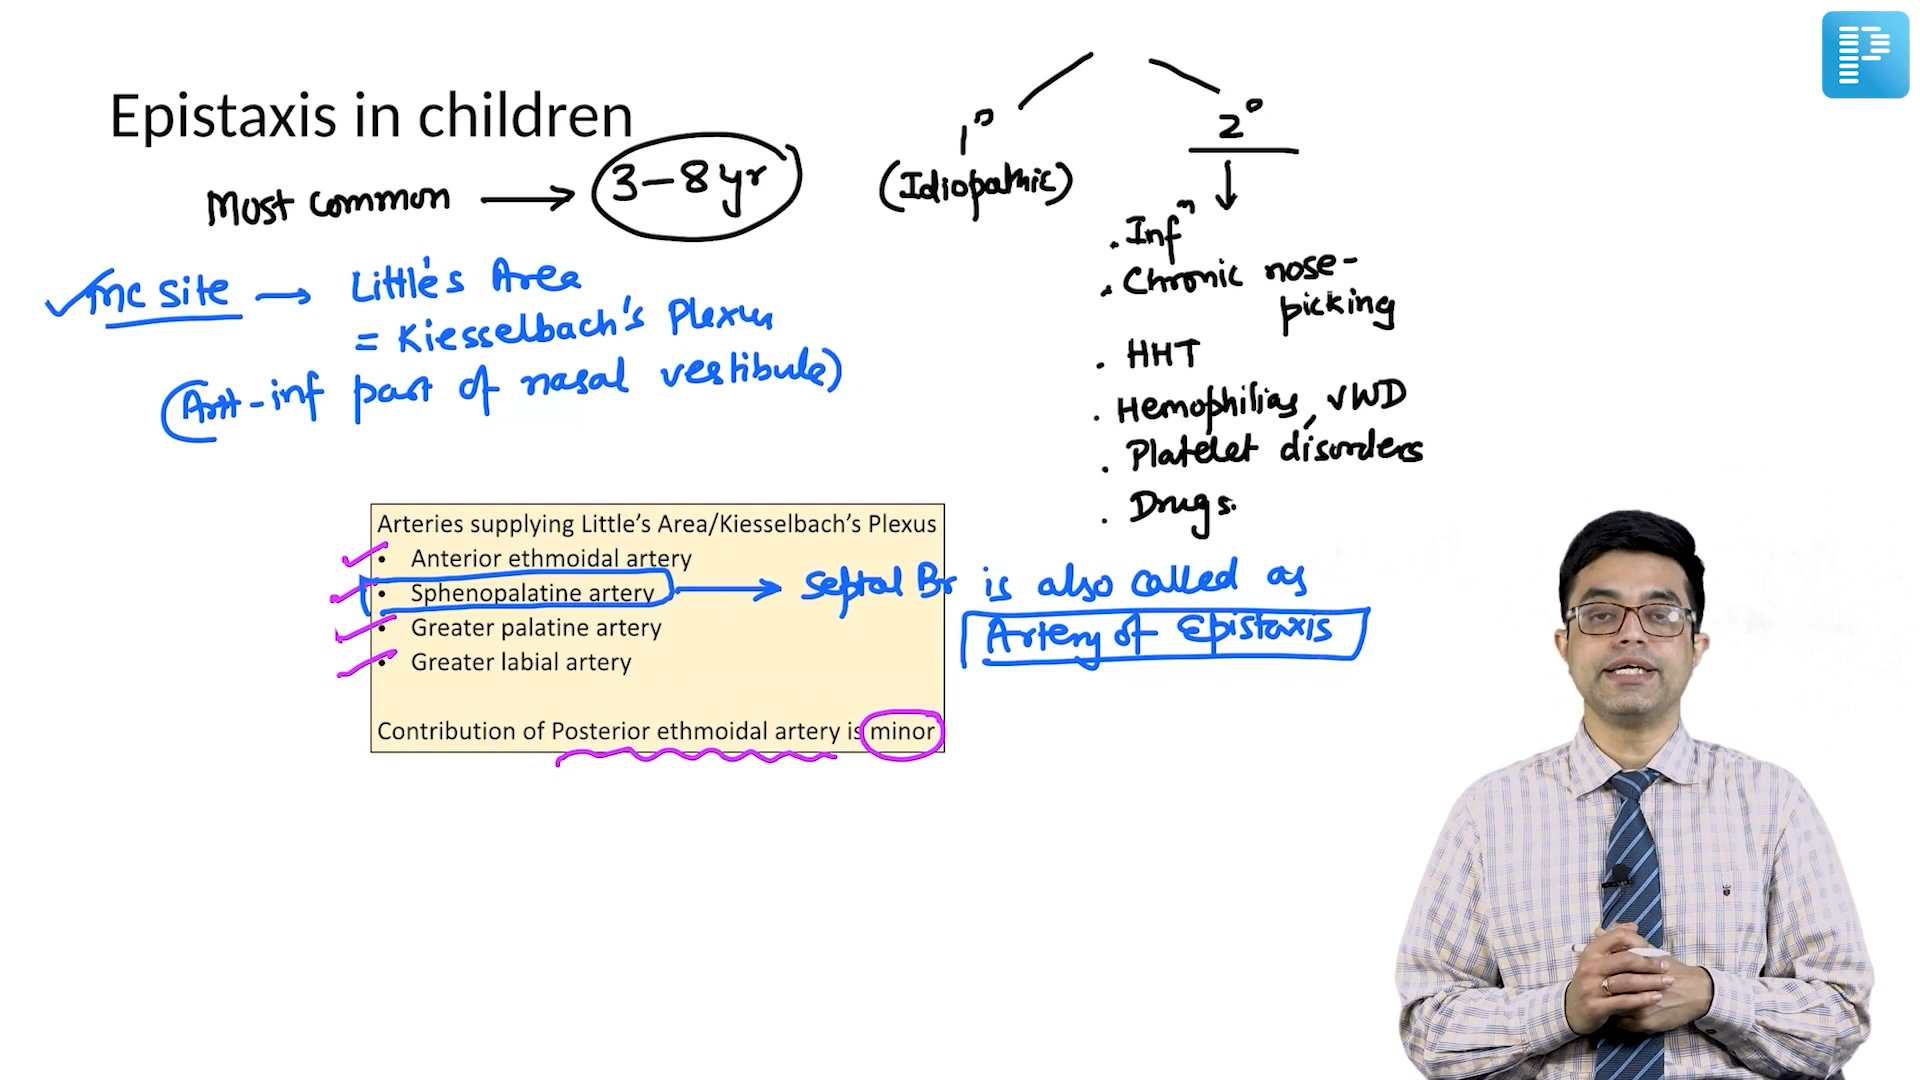 Epistaxis in children
Most common → 3-8 yr
MC Site → Little's Area
= Kiesselbach's Plexus
(Ant-inf part of nasal vestibule)
1°
(Idiopathic)
2°
. Infⁿ
. Chronic nose-
picking
. HHT
. Hemophilias, vWD
. Platelet disorders
. Drugs.
Arteries supplying Little's Area/Kiesselbach's Plexus
• Anterior ethmoidal artery
• Sphenopalatine artery → Septal Br is also called as
Artery of Epistaxis
• Greater palatine artery
• Greater labial artery
Contribution of Posterior ethmoidal artery is minor